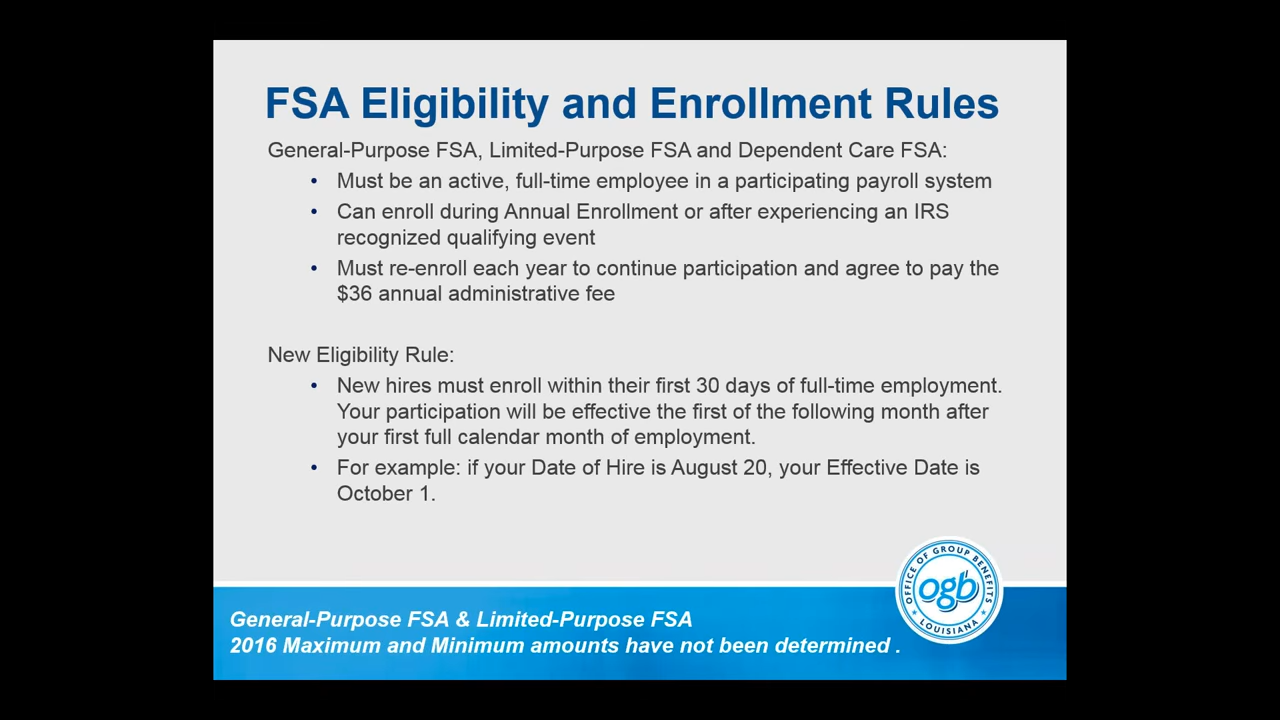 FSA Eligibility and Enrollment Rules
General-Purpose FSA, Limited-Purpose FSA and Dependent Care FSA:
• Must be an active, full-time employee in a participating payroll system
• Can enroll during Annual Enrollment or after experiencing an IRS
recognized qualifying event
• Must re-enroll each year to continue participation and agree to pay the
$36 annual administrative fee
New Eligibility Rule:
• New hires must enroll within their first 30 days of full-time employment.
Your participation will be effective the first of the following month after
your first full calendar month of employment.
• For example: if your Date of Hire is August 20, your Effective Date is
October 1.
OFFICE OF GROUP BENEFITS
ogb
LOUISIANA
General-Purpose FSA & Limited-Purpose FSA
2016 Maximum and Minimum amounts have not been determined .